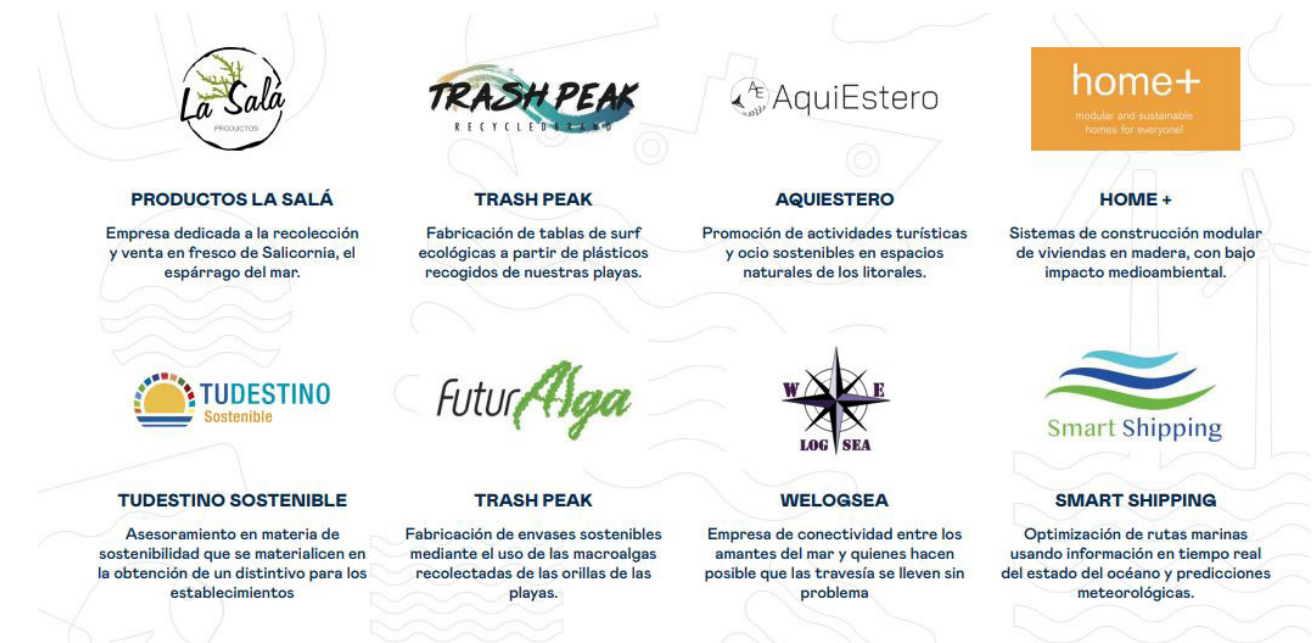 La Salá
PRODUCTOS
TRASH PEAK
RECYCLEDBRAND
AE
AquiEstero
home+
modular and sustainable
homes for everyone!
PRODUCTOS LA SALÁ
Empresa dedicada a la recolección
y venta en fresco de Salicornia, el
espárrago del mar.
TRASH PEAK
Fabricación de tablas de surf
ecológicas a partir de plásticos
recogidos de nuestras playas.
AQUIESTERO
Promoción de actividades turísticas
y ocio sostenibles en espacios
naturales de los litorales.
HOME +
Sistemas de construcción modular
de viviendas en madera, con bajo
impacto medioambiental.
TUDESTINO
Sostenible
FuturAlga
W E
LOG SEA
Smart Shipping
TUDESTINO SOSTENIBLE
Asesoramiento en materia de
sostenibilidad que se materialicen en
la obtención de un distintivo para los
establecimientos
TRASH PEAK
Fabricación de envases sostenibles
mediante el uso de las macroalgas
recolectadas de las orillas de las
playas.
WELOGSEA
Empresa de conectividad entre los
amantes del mar y quienes hacen
posible que las travesía se lleven sin
problema
SMART SHIPPING
Optimización de rutas marinas
usando información en tiempo real
del estado del océano y predicciones
meteorológicas.